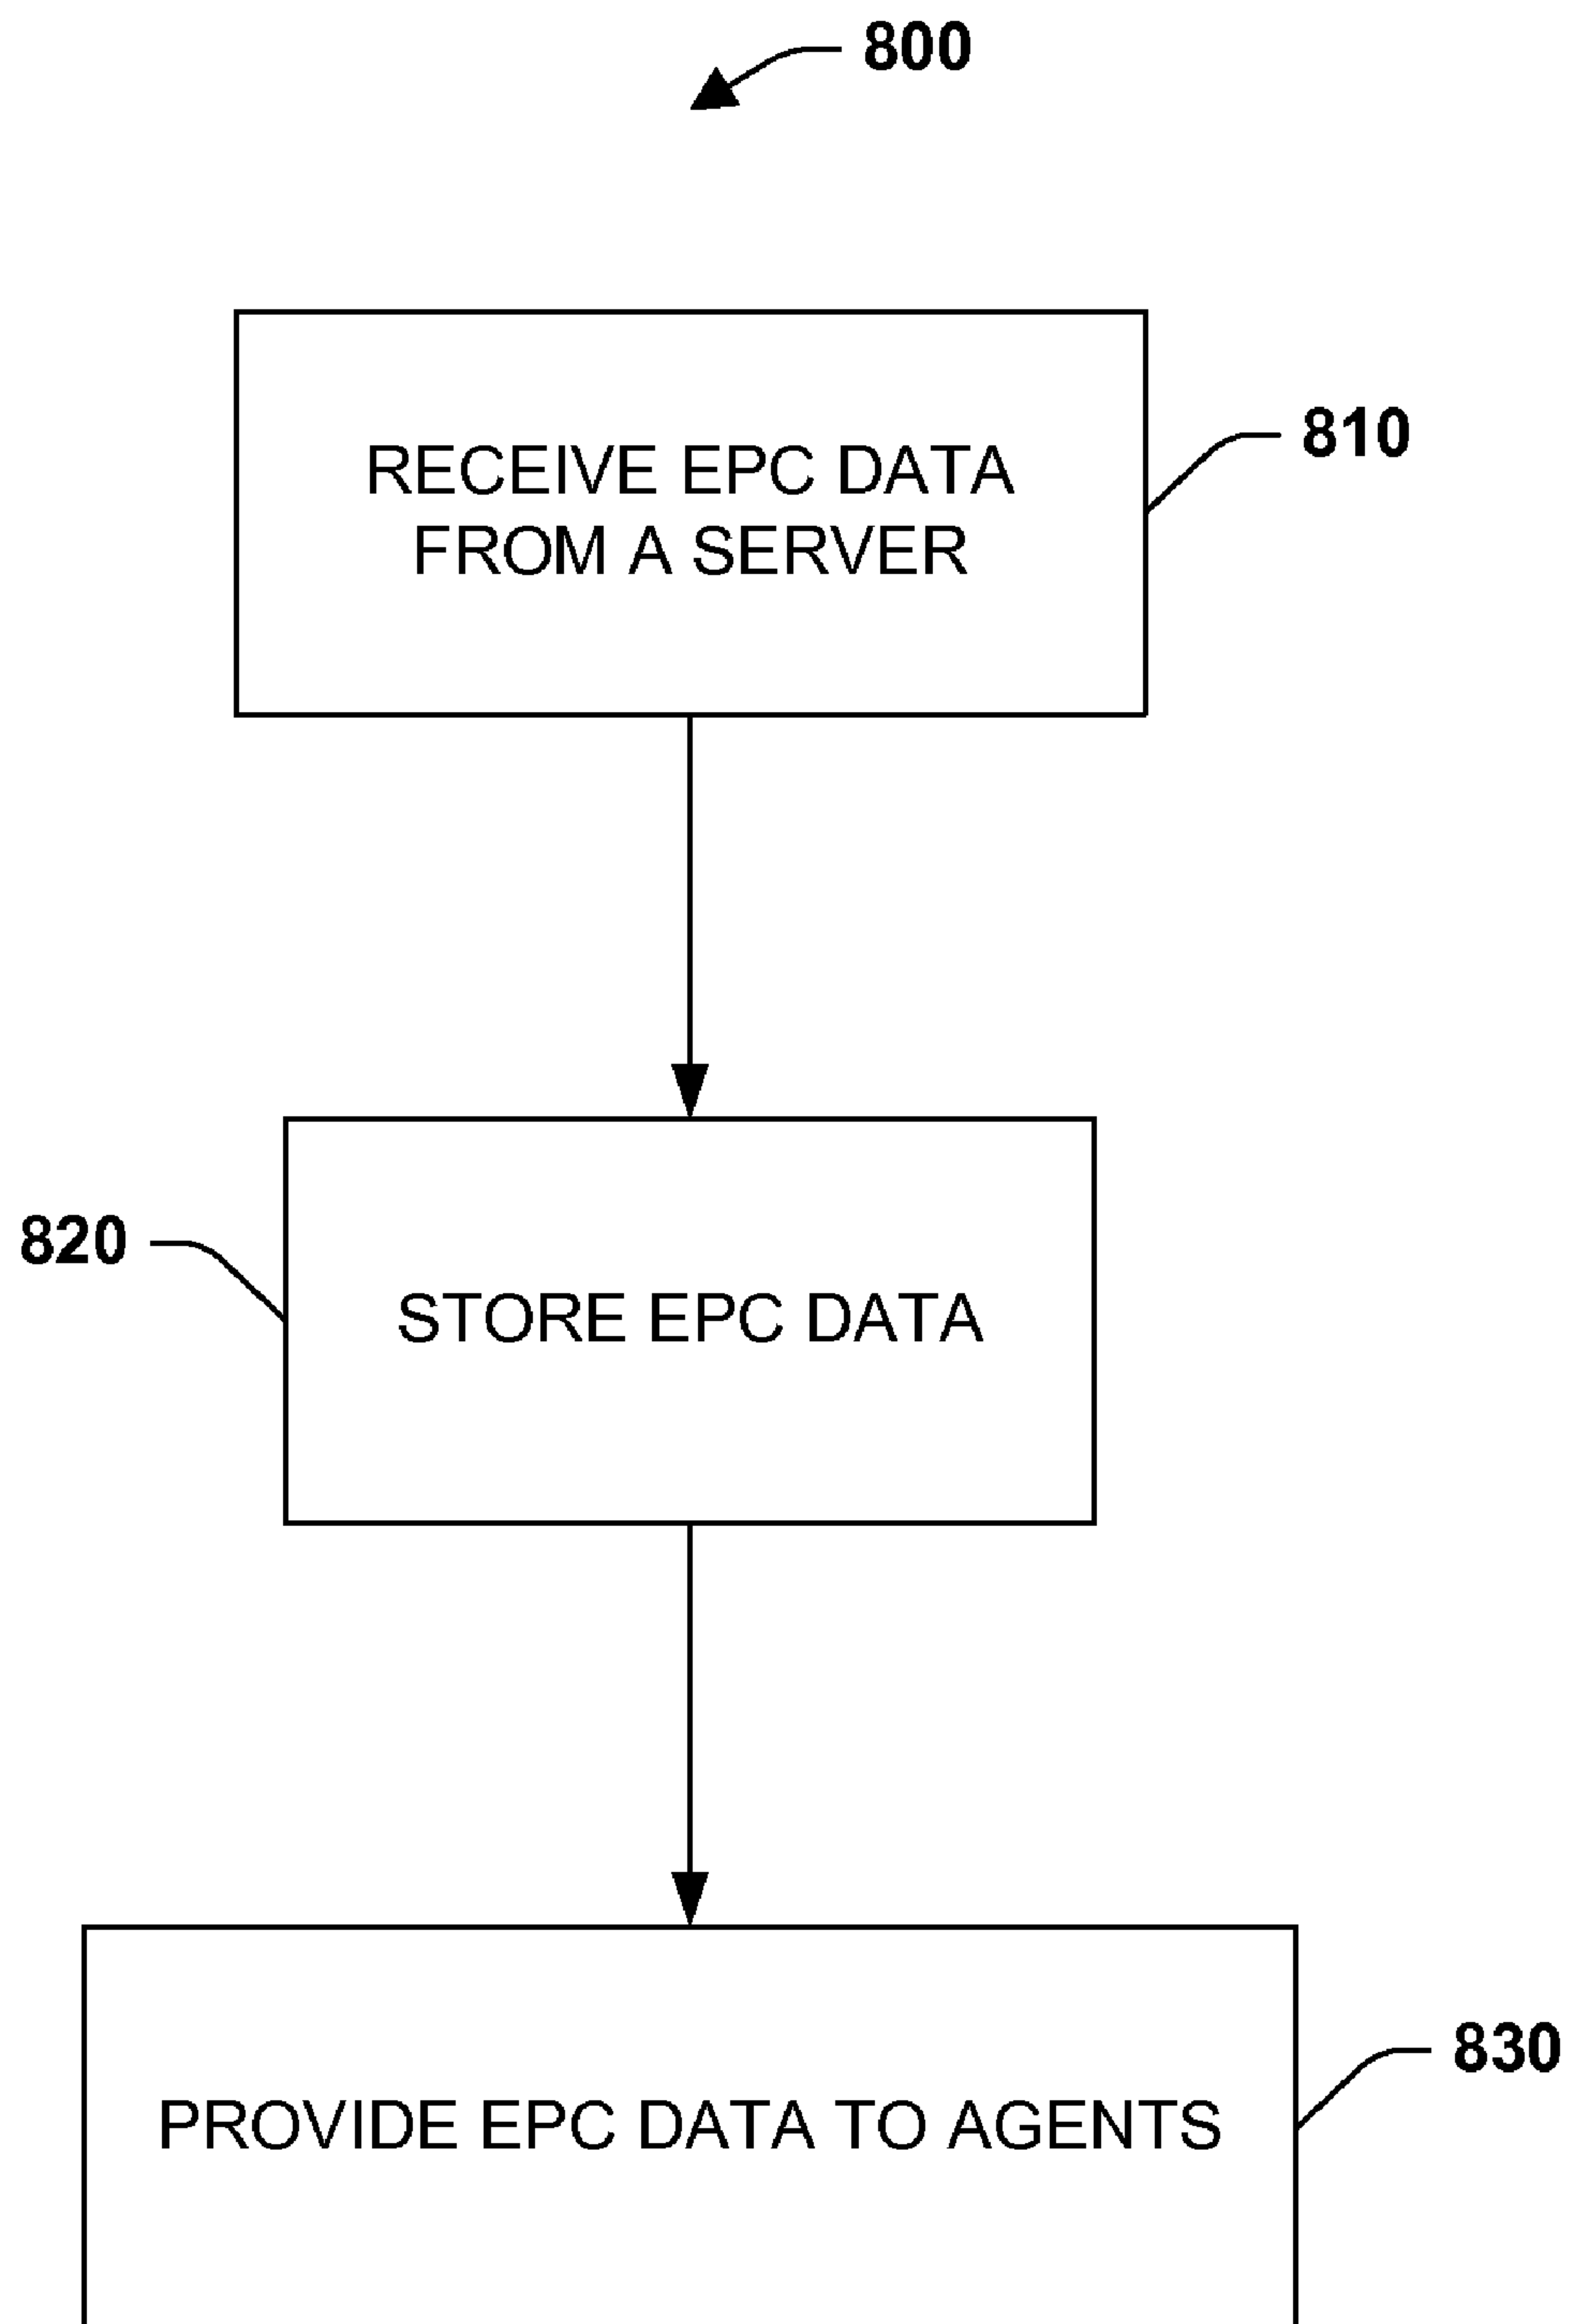 800
RECEIVE EPC DATA
FROM A SERVER
810
820
STORE EPC DATA
830
PROVIDE EPC DATA TO AGENTS